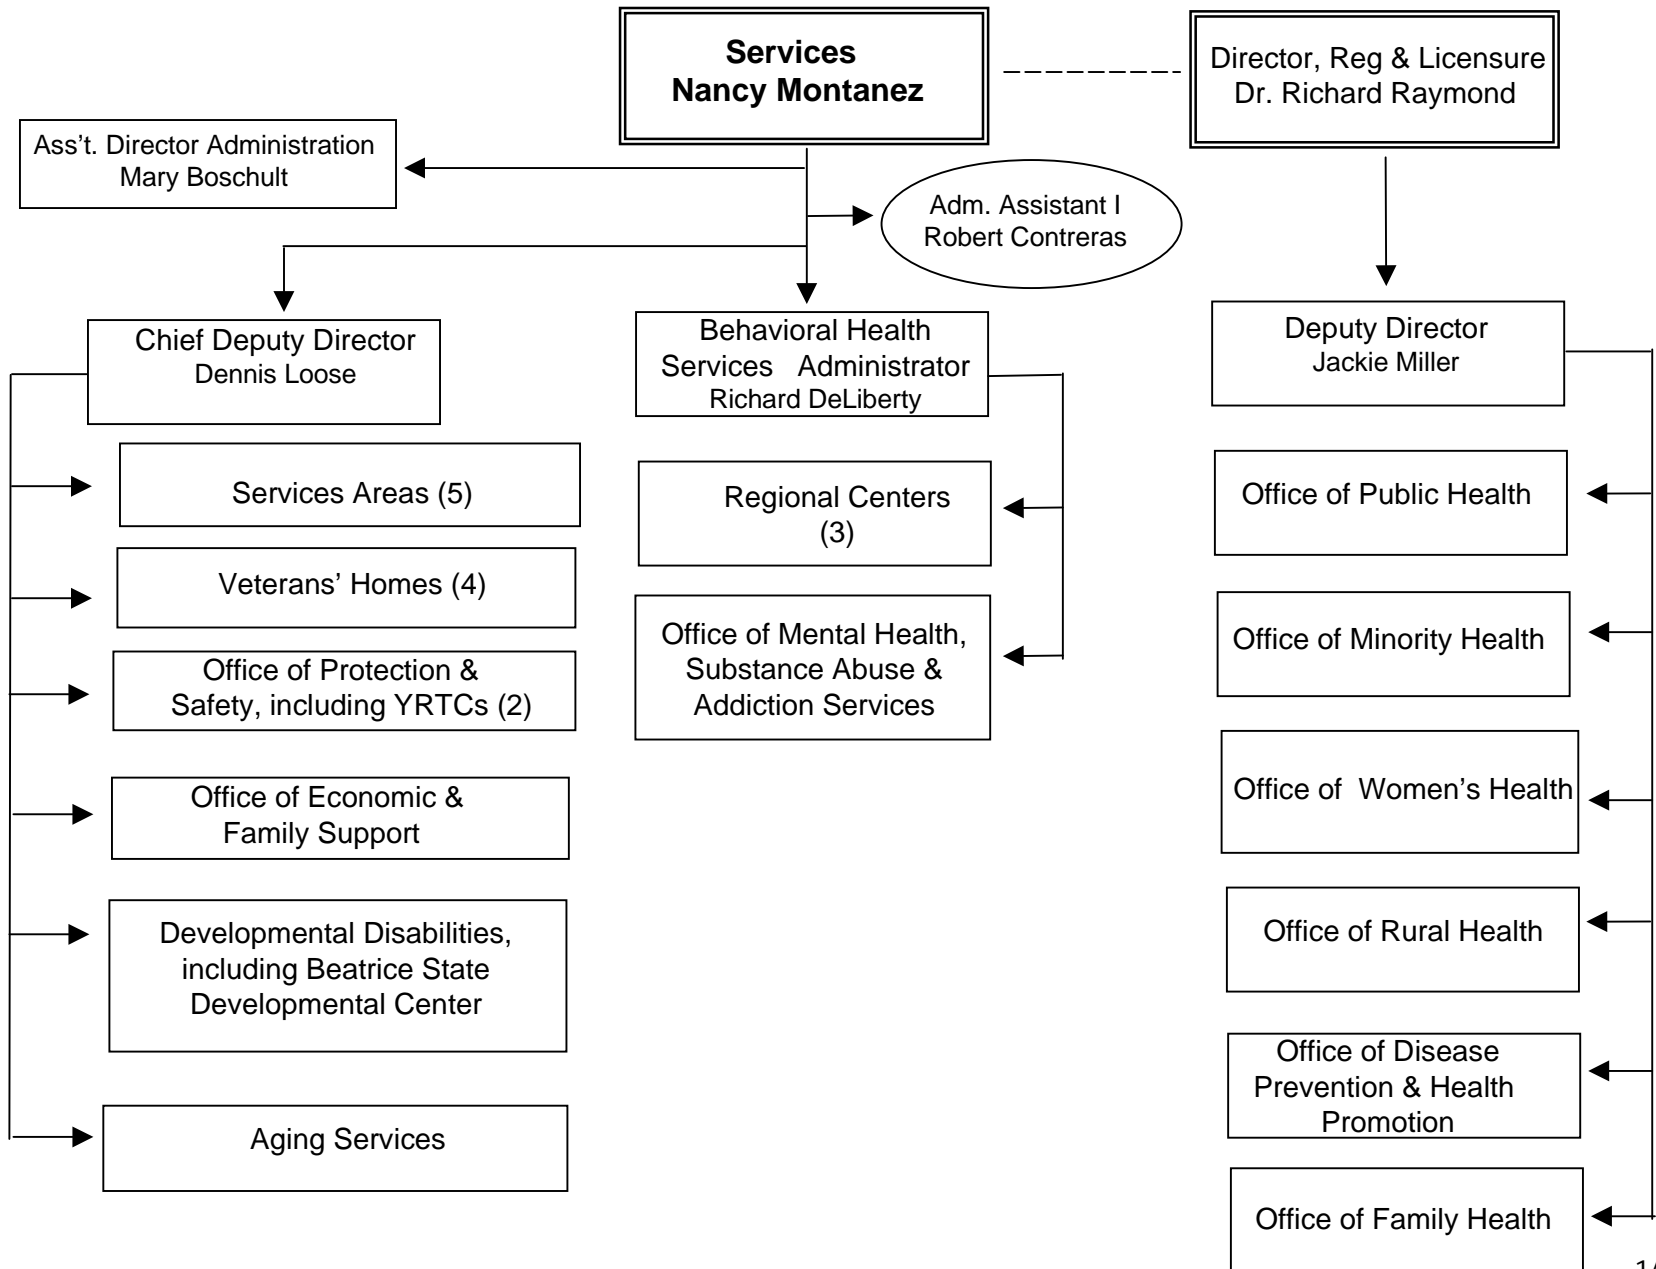 Services
Nancy Montanez
Director, Reg & Licensure
Dr. Richard Raymond
Ass’t. Director Administration
Mary Boschult
Adm. Assistant I
Robert Contreras
Chief Deputy Director
Dennis Loose
Behavioral Health
Services Administrator
Richard DeLiberty
Deputy Director
Jackie Miller
Services Areas (5)
Veterans’ Homes (4)
Office of Protection &
Safety, including YRTCs (2)
Office of Economic &
Family Support
Developmental Disabilities,
including Beatrice State
Developmental Center
Aging Services
Regional Centers
(3)
Office of Mental Health,
Substance Abuse &
Addiction Services
Office of Public Health
Office of Minority Health
Office of Women’s Health
Office of Rural Health
Office of Disease
Prevention & Health
Promotion
Office of Family Health